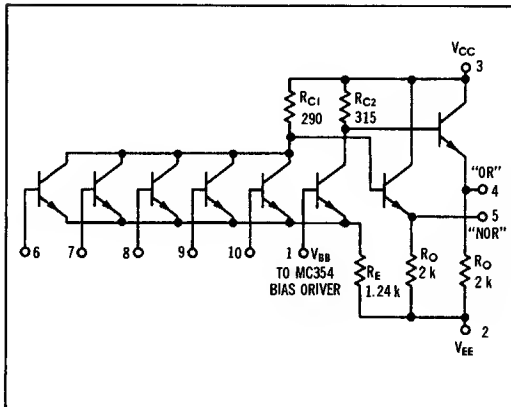 VCC
3
RC1
290
RC2
315
"OR"
4
5
"NOR"
6
7
8
9
10
1
VBB
TO MC354
BIAS DRIVER
RE
1.24 k
RO
2 k
RO
2 k
2
VEE